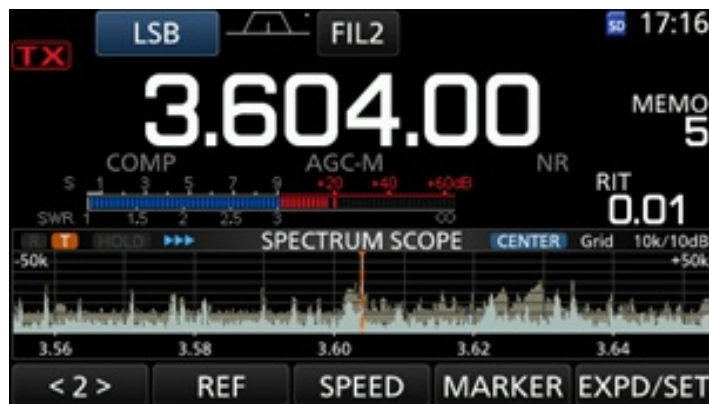 LSB FIL2 SD 17:16
TX
3.604.00 MEMO
5
COMP AGC-M NR
S 1 3 5 7 9 +20 +40 +60dB RIT
0.01
SWR 1 1.5 2 2.5 3 ∞
R T HOLD SPECTRUM SCOPE CENTER Grid 10k/10dB
-50k +50k
3.56 3.58 3.60 3.62 3.64
< 2 > REF SPEED MARKER EXPD/SET